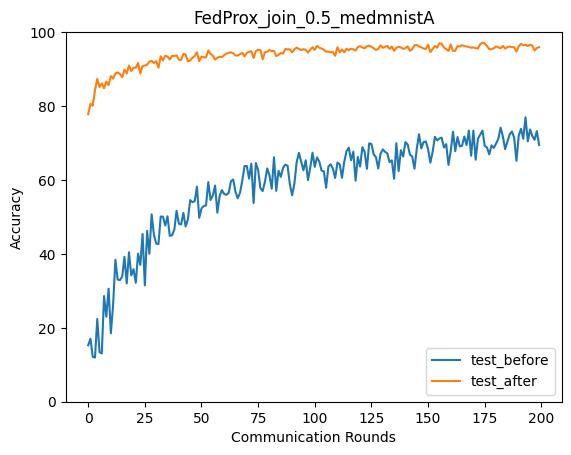 FedProx_join_0.5_medmnistA
100
80
60
40
20
0
Accuracy
0 25 50 75 100 125 150 175 200
Communication Rounds
test_before
test_after